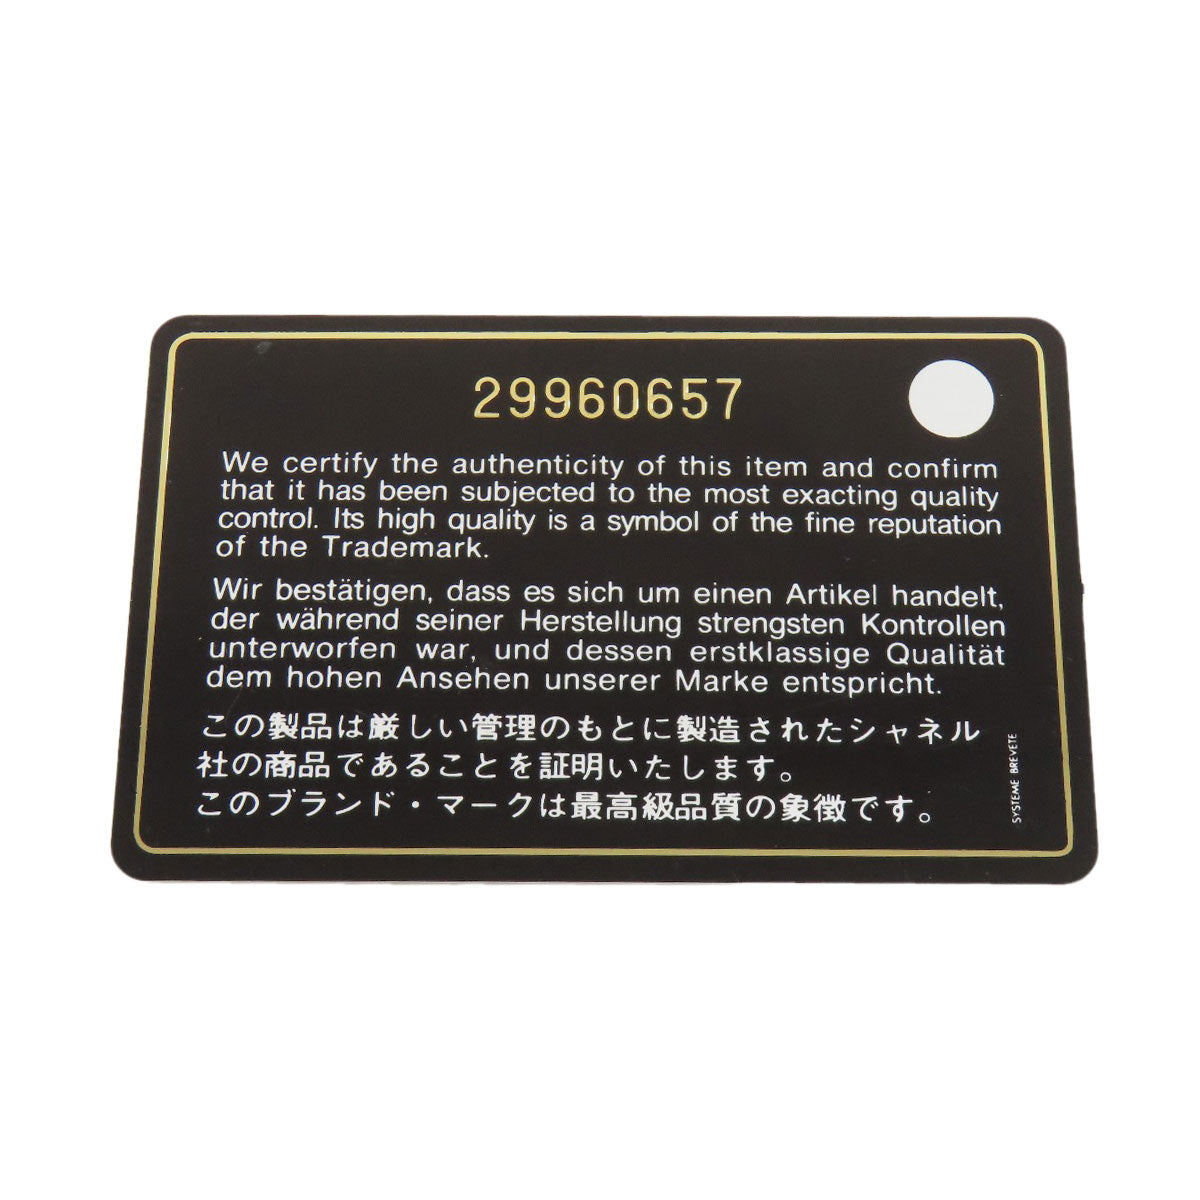 29960657
We certify the authenticity of this item and confirm
that it has been subjected to the most exacting quality
control. Its high quality is a symbol of the fine reputation
of the Trademark.
Wir bestätigen, dass es sich um einen Artikel handelt,
der während seiner Herstellung strengsten Kontrollen
unterworfen war, und dessen erstklassige Qualität
dem hohen Ansehen unserer Marke entspricht.
この製品は厳しい管理のもとに製造されたシャネル
社の商品であることを証明いたします。
このブランド・マークは最高級品質の象徴です。
SYSTEME BREVETE